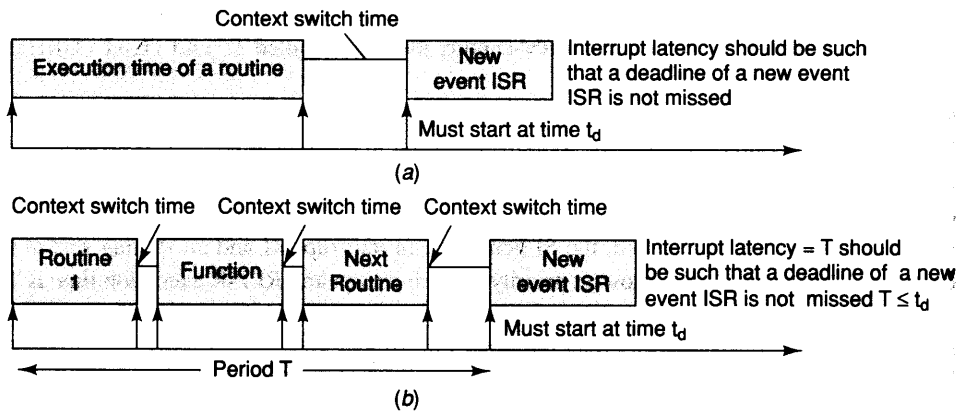 Context switch time
Execution time of a routine
New
event ISR
Interrupt latency should be such
that a deadline of a new event
ISR is not missed
Must start at time t_d
(a)
Context switch time
Context switch time
Context switch time
Routine
1
Function
Next
Routine
New
event ISR
Interrupt latency = T should
be such that a deadline of a new
event ISR is not missed T ≤ t_d
Must start at time t_d
Period T
(b)